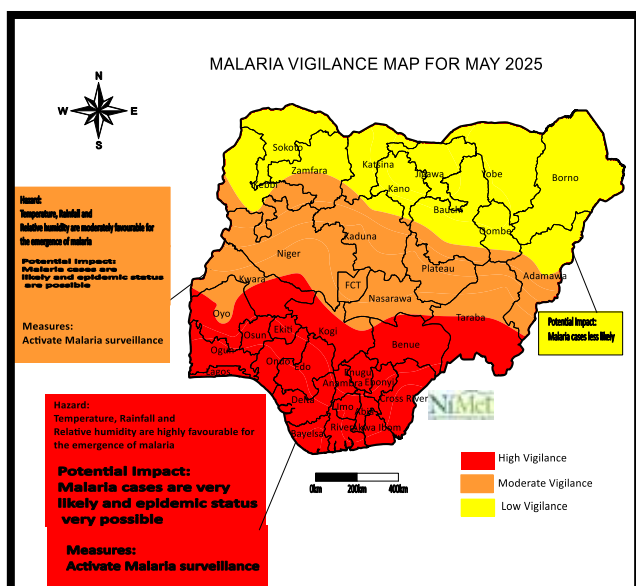 MALARIA VIGILANCE MAP FOR MAY 2025
N
W E
S
Sokoto
Zamfara
Katsina
Kebbi
Kano
Jigawa
Yobe
Borno
Bauchi
Gombe
Kaduna
Niger
Plateau
Adamawa
Kwara
FCT
Nasarawa
Taraba
Oyo
Osun
Ekiti
Kogi
Benue
Ogun
Ondo
Edo
Lagos
Enugu
Anambra
Ebonyi
Delta
Imo
Abia
Cross River
Bayelsa
Rivers
Akwa Ibom
Hazard:
Temperature, Rainfall and
Relative humidity are moderately favourable for
the emergence of malaria
Potential Impact:
Malaria cases are
likely and epidemic status
are possible
Measures:
Activate Malaria surveillance
Potential Impact:
Malaria cases less likely
NiMet
Hazard:
Temperature, Rainfall and
Relative humidity are highly favourable for
the emergence of malaria
Potential Impact:
Malaria cases are very
likely and epidemic status
very possible
Measures:
Activate Malaria surveillance
0km 200km 400km
High Vigilance
Moderate Vigilance
Low Vigilance